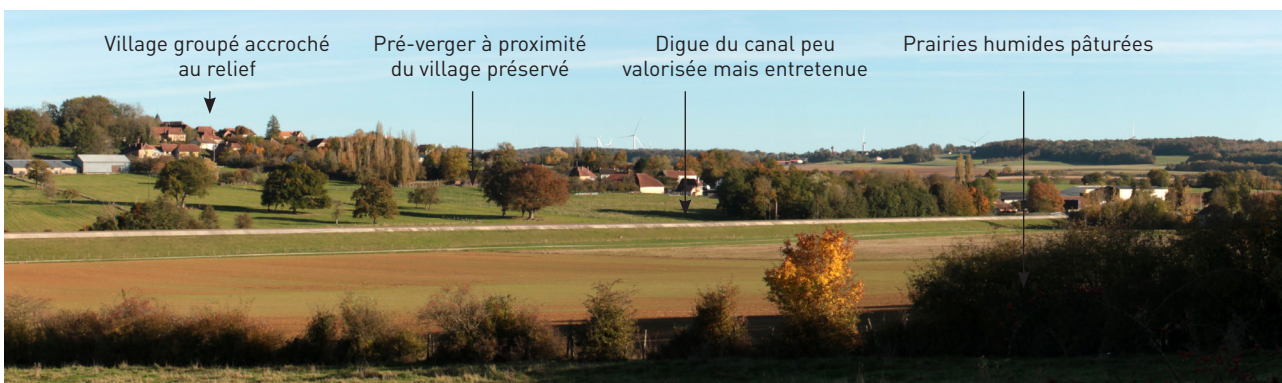 Village groupé accroché
au relief
Pré-verger à proximité
du village préservé
Digue du canal peu
valorisée mais entretenue
Prairies humides pâturées